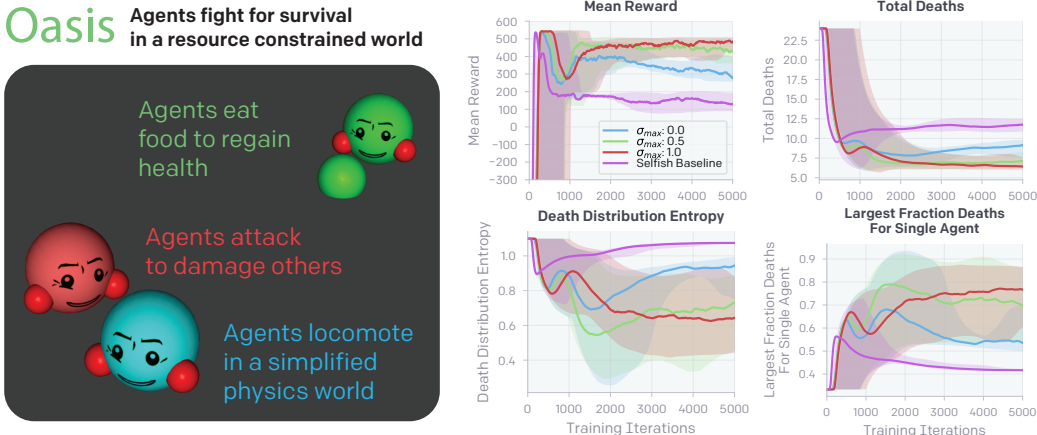 Oasis
Agents fight for survival
in a resource constrained world
Agents eat
food to regain
health
Agents attack
to damage others
Agents locomote
in a simplified
physics world
Mean Reward
Mean Reward
600
500
400
300
200
100
0
−100
−200
−300
0 1000 2000 3000 4000 5000
σmax: 0.0
σmax: 0.5
σmax: 1.0
Selfish Baseline
Total Deaths
Total Deaths
22.5
20.0
17.5
15.0
12.5
10.0
7.5
5.0
0 1000 2000 3000 4000 5000
Death Distribution Entropy
Death Distribution Entropy
1.0
0.8
0.6
0.4
0 1000 2000 3000 4000 5000
Training Iterations
Largest Fraction Deaths
For Single Agent
Largest Fraction Deaths
For Single Agent
0.9
0.8
0.7
0.6
0.5
0.4
0 1000 2000 3000 4000 5000
Training Iterations